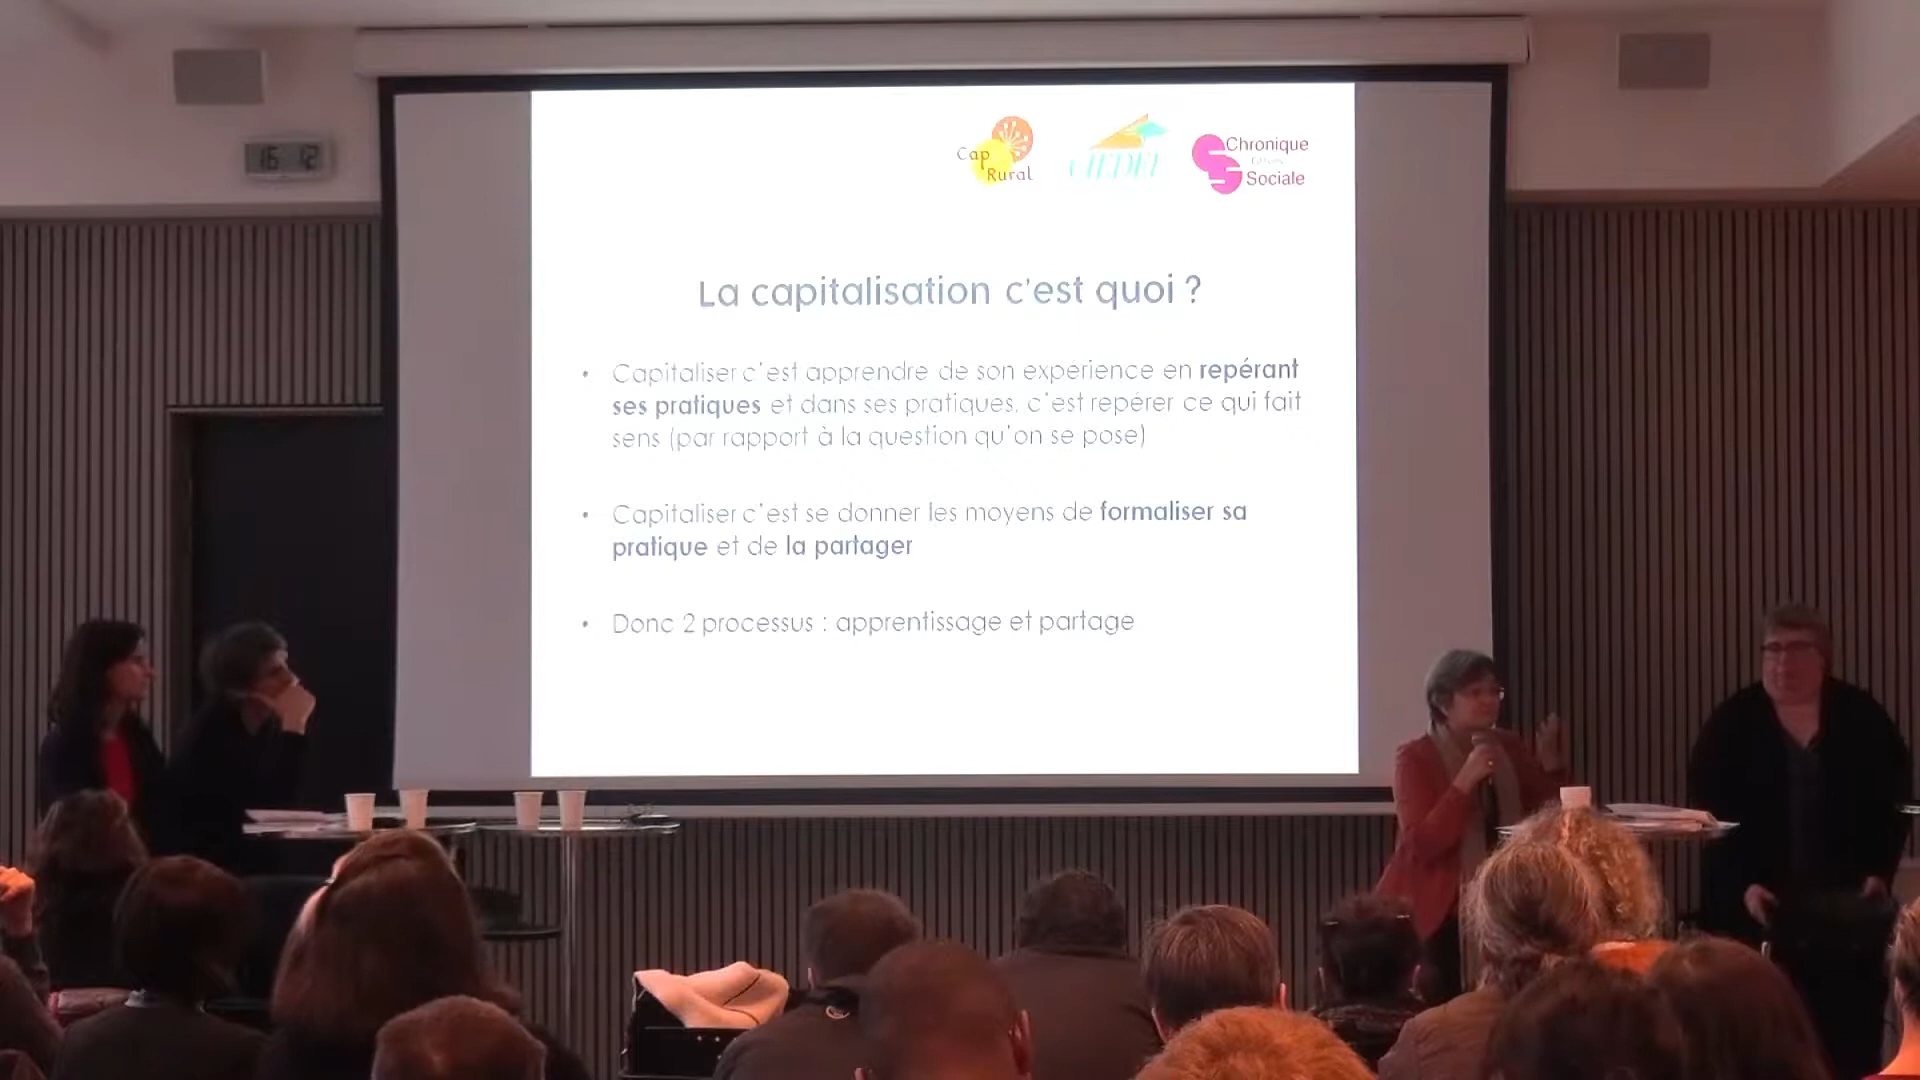 16 12
Cap
Rural
CIEDEL
Chronique
Sociale
La capitalisation c'est quoi ?
• Capitaliser c'est apprendre de son expérience en repérant
ses pratiques et dans ses pratiques, c'est repérer ce qui fait
sens (par rapport à la question qu'on se pose)
• Capitaliser c'est se donner les moyens de formaliser sa
pratique et de la partager
• Donc 2 processus : apprentissage et partage